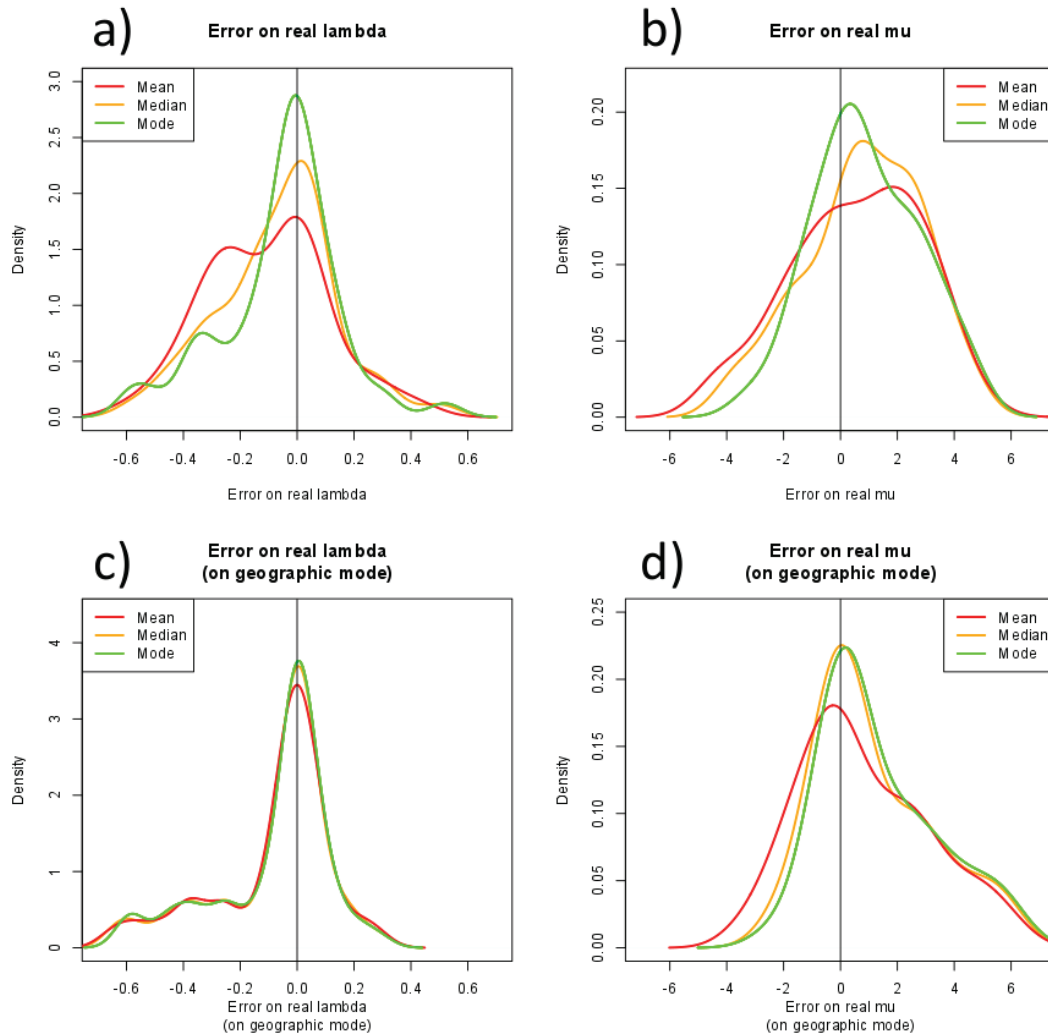 a)
Error on real lambda
Mean
Median
Mode
Density
0.0 0.5 1.0 1.5 2.0 2.5 3.0
-0.6 -0.4 -0.2 0.0 0.2 0.4 0.6
Error on real lambda
b)
Error on real mu
Mean
Median
Mode
Density
0.00 0.05 0.10 0.15 0.20
-6 -4 -2 0 2 4 6
Error on real mu
c)
Error on real lambda
(on geographic mode)
Mean
Median
Mode
Density
0 1 2 3 4
-0.6 -0.4 -0.2 0.0 0.2 0.4 0.6
Error on real lambda
(on geographic mode)
d)
Error on real mu
(on geographic mode)
Mean
Median
Mode
Density
0.00 0.05 0.10 0.15 0.20 0.25
-6 -4 -2 0 2 4 6
Error on real mu
(on geographic mode)